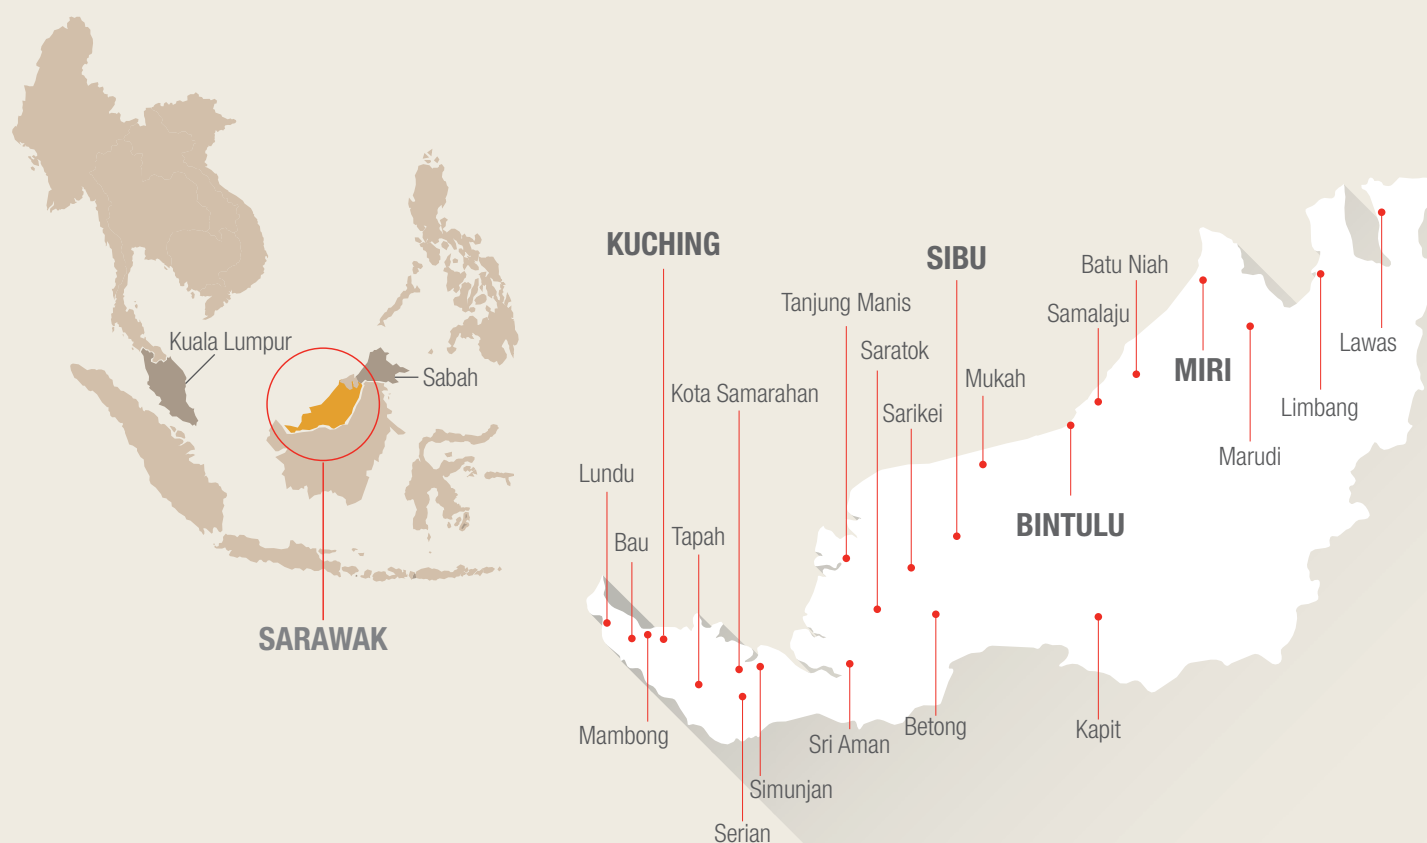 Kuala Lumpur
Sabah
SARAWAK
KUCHING
SIBU
Batu Niah
Tanjung Manis
Samalaju
Saratok
Lawas
MIRI
Mukah
Kota Samarahan
Sarikei
Limbang
Marudi
Lundu
BINTULU
Bau
Tapah
Mambong
Sri Aman
Betong
Kapit
Simunjan
Serian